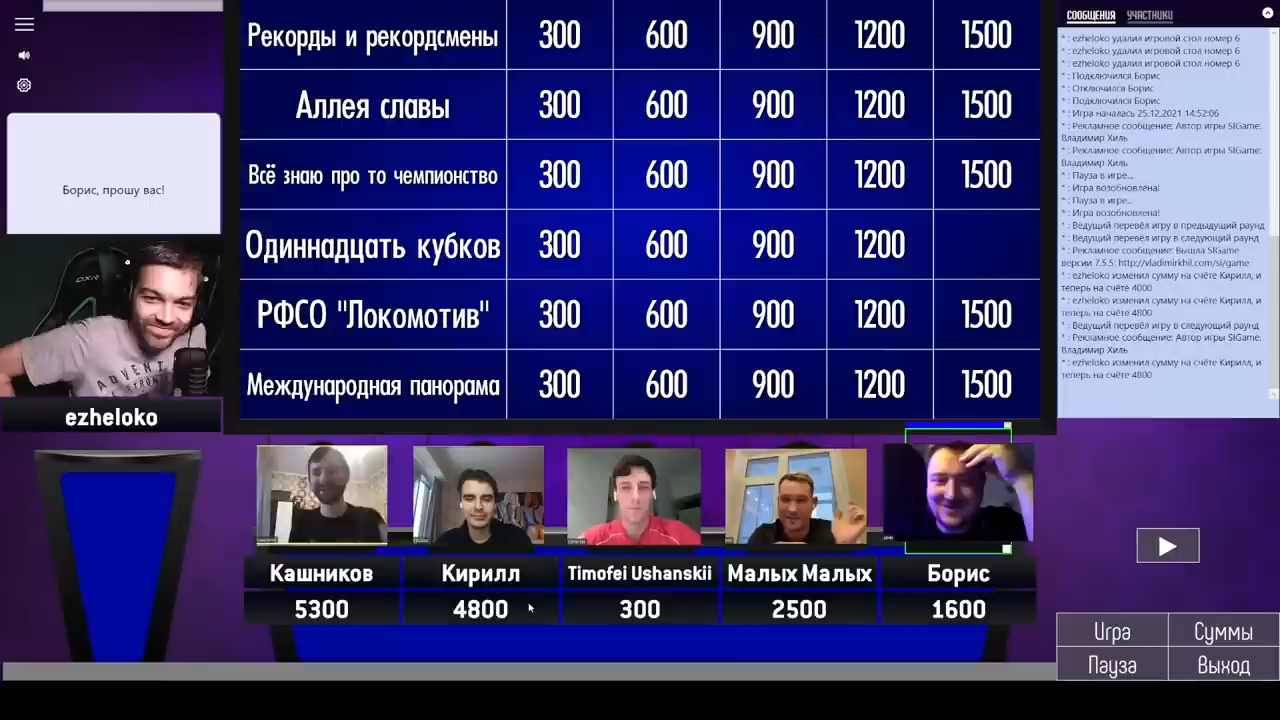 Борис, прошу вас!
ezheloko
Рекорды и рекордсмены 300 600 900 1200 1500
Аллея славы 300 600 900 1200 1500
Всё знаю про то чемпионство 300 600 900 1200 1500
Одиннадцать кубков 300 600 900 1200
РФСО "Локомотив" 300 600 900 1200 1500
Международная панорама 300 600 900 1200 1500
СООБЩЕНИЯ УЧАСТНИКИ
* : ezheloko удалил игровой стол номер 6
* : ezheloko удалил игровой стол номер 6
* : ezheloko удалил игровой стол номер 6
* : Подключился Борис
* : Отключился Борис
* : Подключился Борис
* : Игра началась 25.12.2021 14:52:06
* : Рекламное сообщение: Автор игры SIGame:
Владимир Хиль
* : Рекламное сообщение: Автор игры SIGame:
Владимир Хиль
* : Пауза в игре...
* : Игра возобновлена!
* : Пауза в игре...
* : Игра возобновлена!
* : Ведущий перевёл игру в предыдущий раунд
* : Ведущий перевёл игру в следующий раунд
* : Рекламное сообщение: Вышла SIGame
версии 7.5.5: http://vladimirkhil.com/si/game
* : ezheloko изменил сумму на счёте Кирилл, и
теперь на счёте 4000
* : ezheloko изменил сумму на счёте Кирилл, и
теперь на счёте 4800
* : Ведущий перевёл игру в следующий раунд
* : Рекламное сообщение: Автор игры SIGame:
Владимир Хиль
* : ezheloko изменил сумму на счёте Кирилл, и
теперь на счёте 4800
Кашников Кирилл Timofei Ushanskii Малых Малых Борис
5300 4800 300 2500 1600
Игра Суммы
Пауза Выход